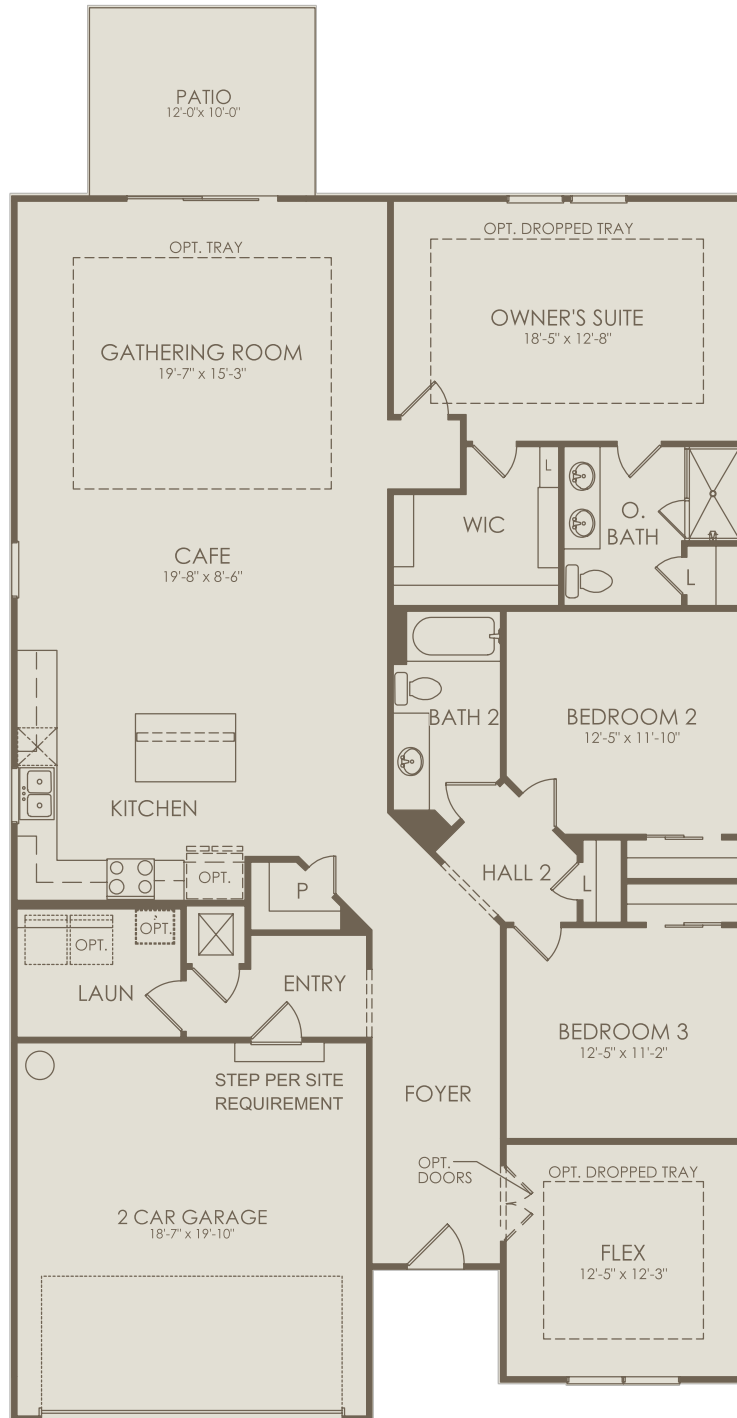 PATIO
12'-0"x 10'-0"
OPT. TRAY
GATHERING ROOM
19'-7" x 15'-3"
OPT. DROPPED TRAY
OWNER'S SUITE
18'-5" x 12'-8"
CAFE
19'-8" x 8'-6"
WIC
L
O.
BATH
L
BATH 2
BEDROOM 2
12'-5" x 11'-10"
KITCHEN
OPT.
P
HALL 2
L
OPT.
OPT.
LAUN
ENTRY
BEDROOM 3
12'-5" x 11'-2"
STEP PER SITE
REQUIREMENT
FOYER
OPT.
DOORS
OPT. DROPPED TRAY
2 CAR GARAGE
18'-7" x 19'-10"
FLEX
12'-5" x 12'-3"